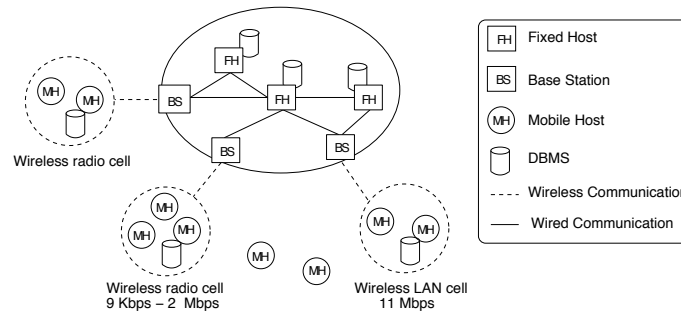 FH
FH
FH
BS
BS
BS
MH
MH
Wireless radio cell
MH
MH
MH
Wireless radio cell
9 Kbps – 2 Mbps
MH
MH
MH
MH
Wireless LAN cell
11 Mbps
FH Fixed Host
BS Base Station
MH Mobile Host
DBMS
Wireless Communication
Wired Communication